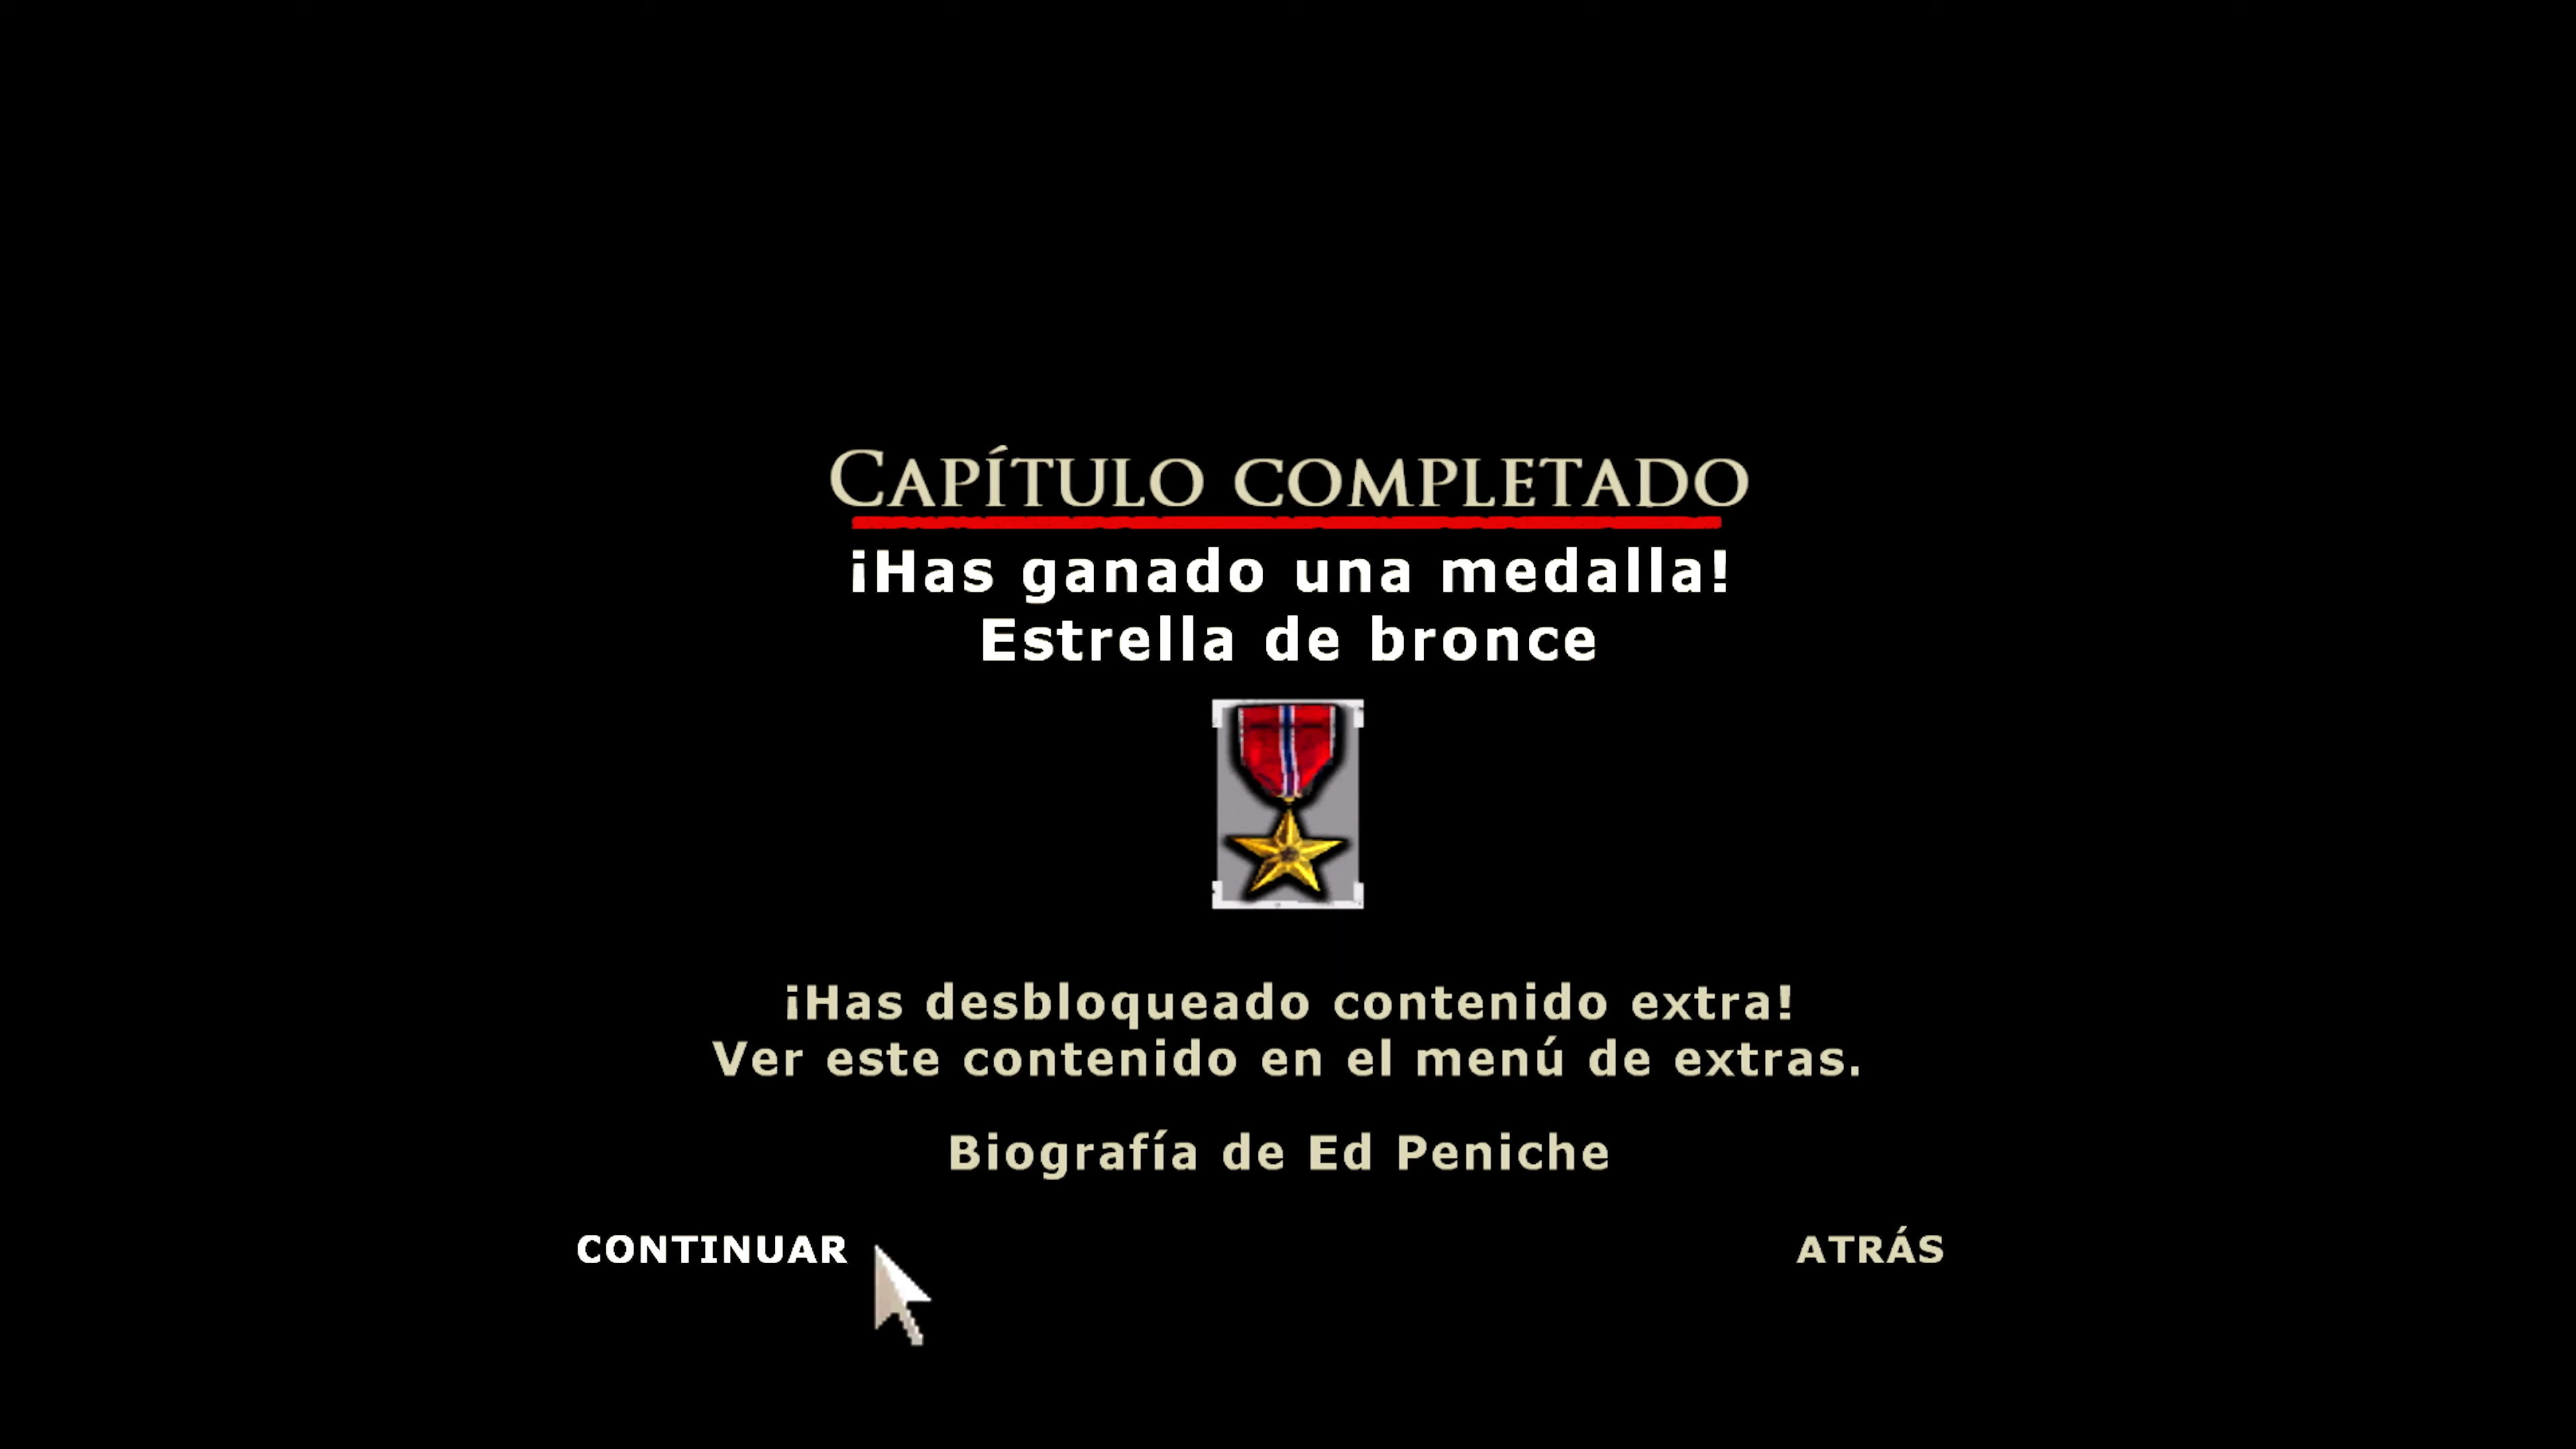 Capítulo completado
¡Has ganado una medalla!
Estrella de bronce
¡Has desbloqueado contenido extra!
Ver este contenido en el menú de extras.
Biografía de Ed Peniche
CONTINUAR
ATRÁS